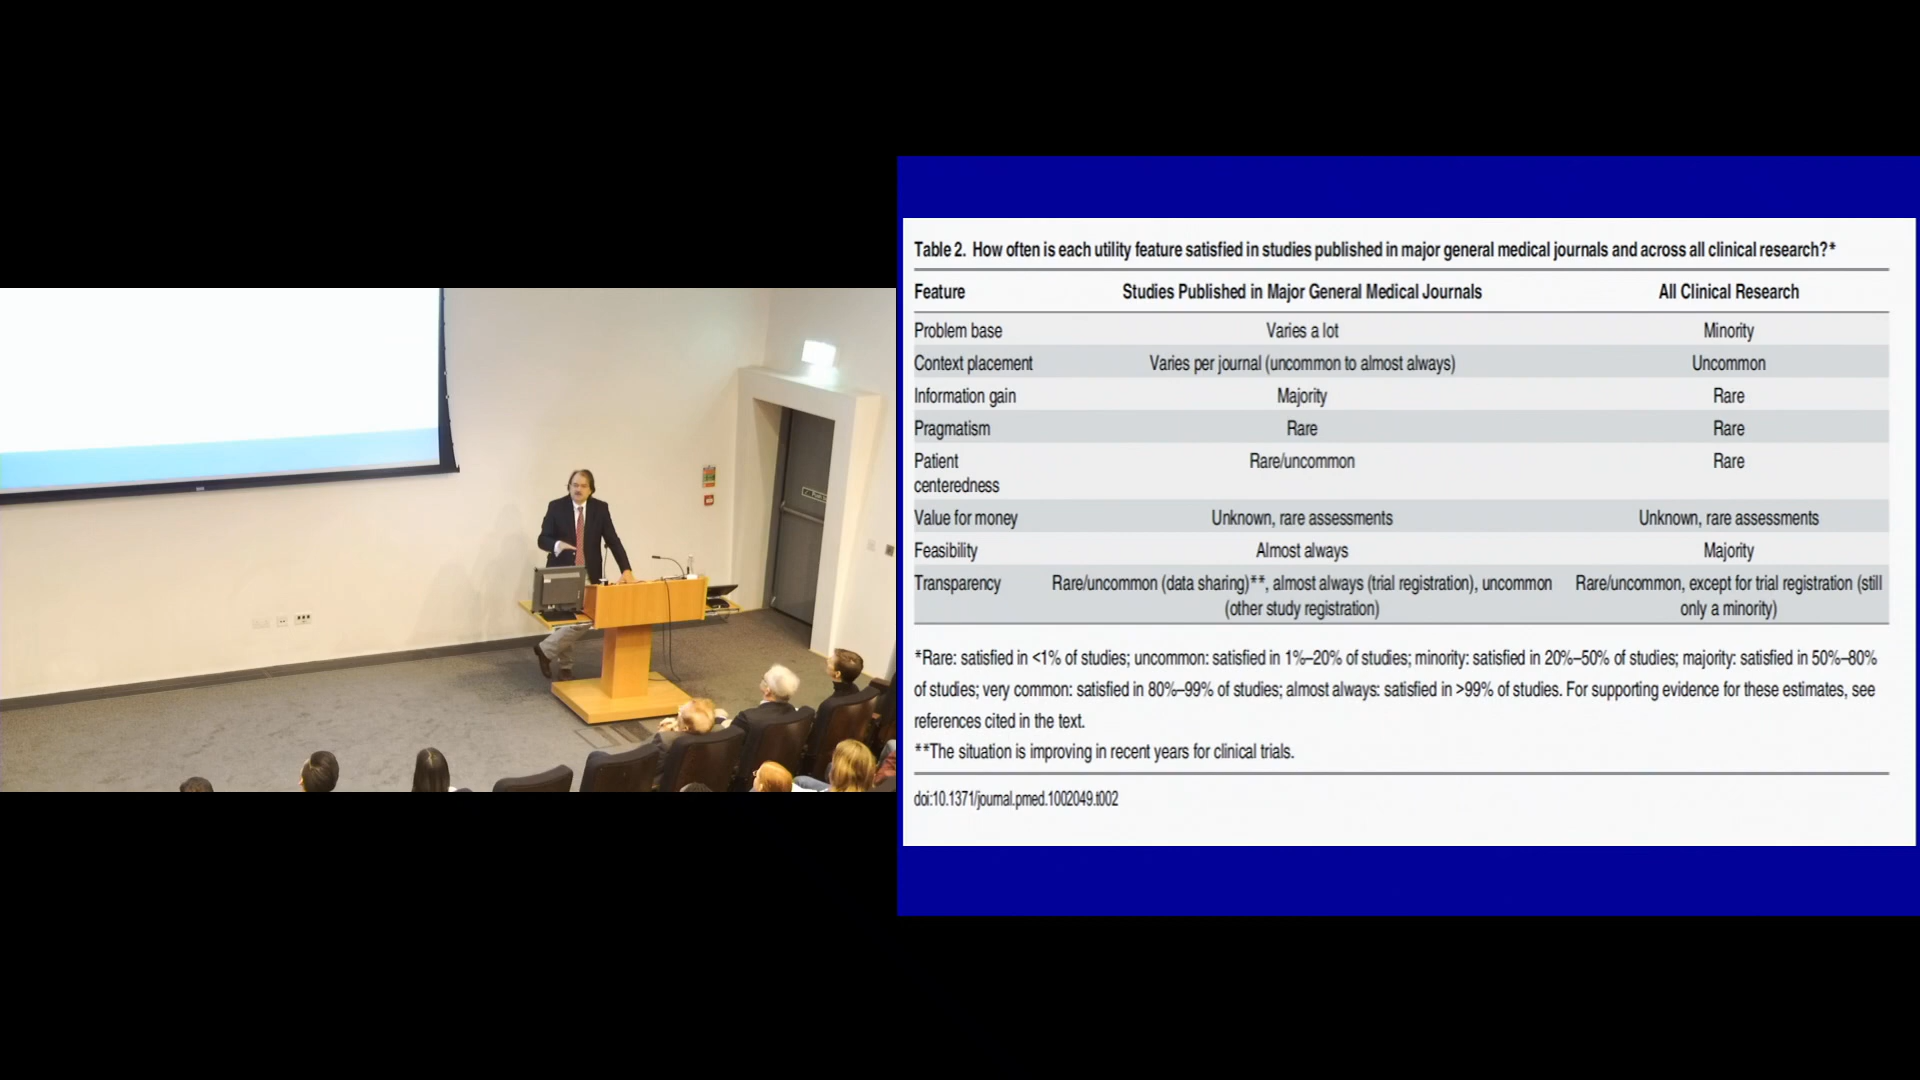 Table 2. How often is each utility feature satisfied in studies published in major general medical journals and across all clinical research?*
Feature Studies Published in Major General Medical Journals All Clinical Research
Problem base Varies a lot Minority
Context placement Varies per journal (uncommon to almost always) Uncommon
Information gain Majority Rare
Pragmatism Rare Rare
Patient Rare/uncommon Rare
centeredness
Value for money Unknown, rare assessments Unknown, rare assessments
Feasibility Almost always Majority
Transparency Rare/uncommon (data sharing)**, almost always (trial registration), uncommon Rare/uncommon, except for trial registration (still
(other study registration) only a minority)
*Rare: satisfied in <1% of studies; uncommon: satisfied in 1%–20% of studies; minority: satisfied in 20%–50% of studies; majority: satisfied in 50%–80%
of studies; very common: satisfied in 80%–99% of studies; almost always: satisfied in >99% of studies. For supporting evidence for these estimates, see
references cited in the text.
**The situation is improving in recent years for clinical trials.
doi:10.1371/journal.pmed.1002049.t002